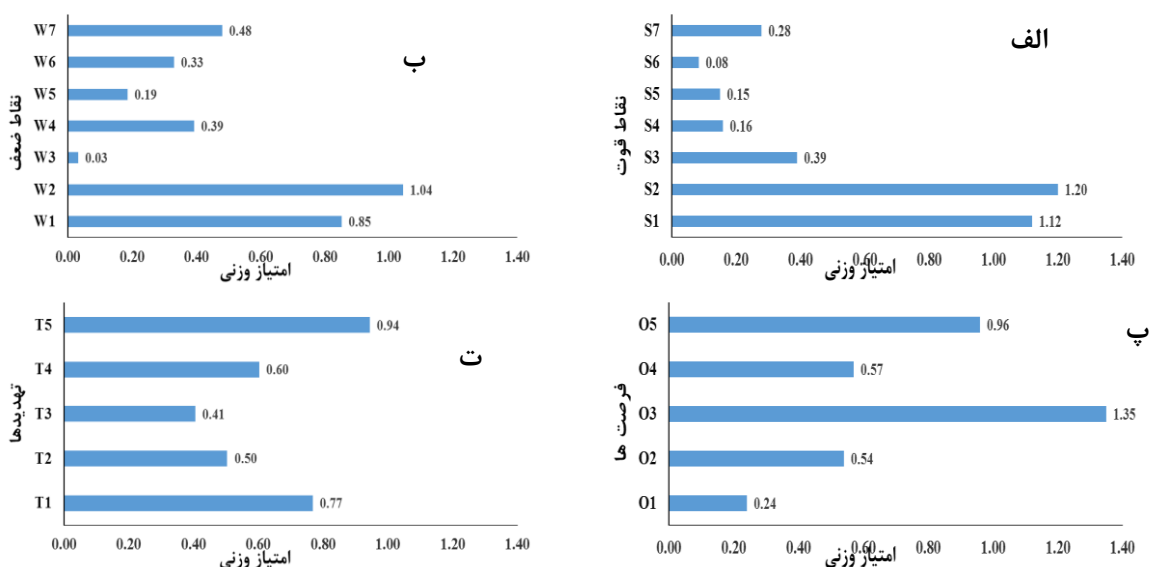 الف
نقاط قوت
S7 0.28
S6 0.08
S5 0.15
S4 0.16
S3 0.39
S2 1.20
S1 1.12
0.00 0.20 0.40 0.60 0.80 1.00 1.20 1.40
امتیاز وزنی
ب
نقاط ضعف
W7 0.48
W6 0.33
W5 0.19
W4 0.39
W3 0.03
W2 1.04
W1 0.85
0.00 0.20 0.40 0.60 0.80 1.00 1.20 1.40
امتیاز وزنی
پ
فرصت ها
O5 0.96
O4 0.57
O3 1.35
O2 0.54
O1 0.24
0.00 0.20 0.40 0.60 0.80 1.00 1.20 1.40
امتیاز وزنی
ت
تهدیدها
T5 0.94
T4 0.60
T3 0.41
T2 0.50
T1 0.77
0.00 0.20 0.40 0.60 0.80 1.00 1.20 1.40
امتیاز وزنی